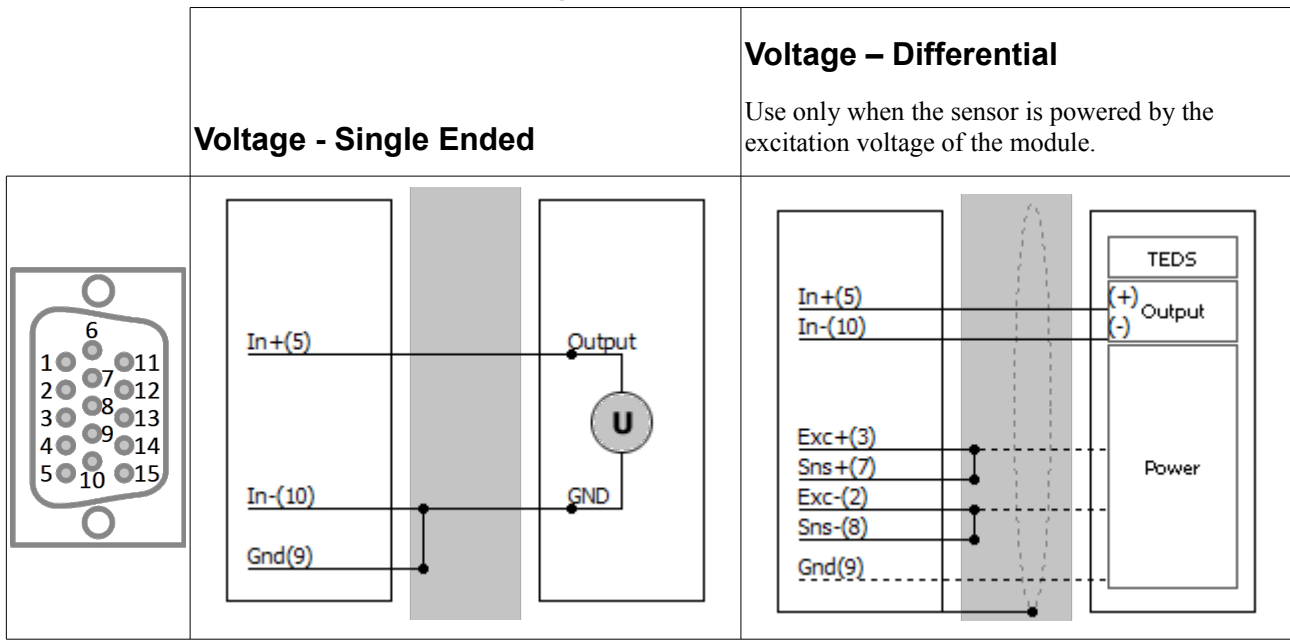 Voltage - Single Ended
Voltage – Differential
Use only when the sensor is powered by the
excitation voltage of the module.
6
1
11
7
2
12
8
3
13
9
4
14
5
10
15
In+(5)
Output
U
In-(10)
GND
Gnd(9)
TEDS
In+(5)
(+)
Output
In-(10)
(-)
Exc+(3)
Sns+(7)
Power
Exc-(2)
Sns-(8)
Gnd(9)